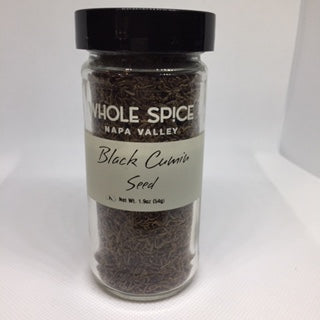 WHOLE SPICE
NAPA VALLEY
Black Cumin
Seed
Net Wt. 1.9oz (54g)